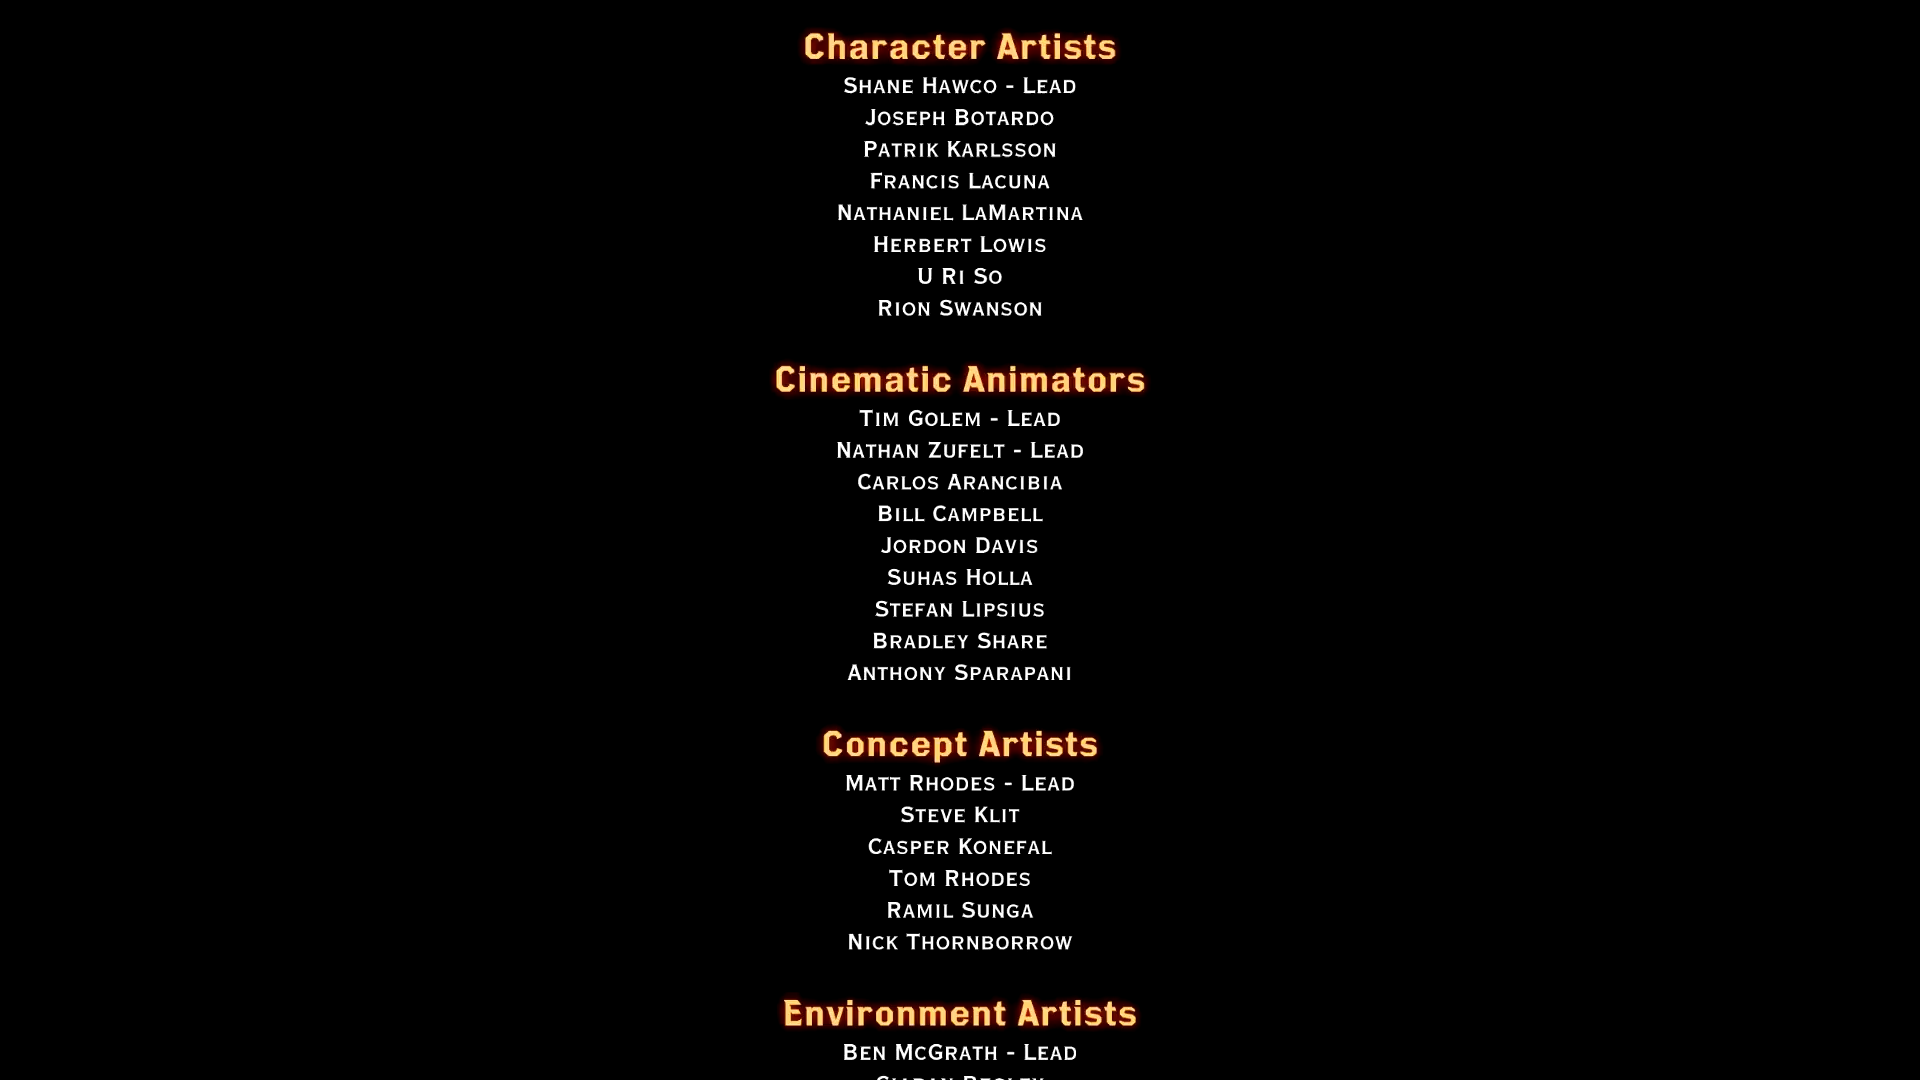 Character Artists
Shane Hawco - Lead
Joseph Botardo
Patrik Karlsson
Francis Lacuna
Nathaniel LaMartina
Herbert Lowis
U Ri So
Rion Swanson
Cinematic Animators
Tim Golem - Lead
Nathan Zufelt - Lead
Carlos Arancibia
Bill Campbell
Jordon Davis
Suhas Holla
Stefan Lipsius
Bradley Share
Anthony Sparapani
Concept Artists
Matt Rhodes - Lead
Steve Klit
Casper Konefal
Tom Rhodes
Ramil Sunga
Nick Thornborrow
Environment Artists
Ben McGrath - Lead